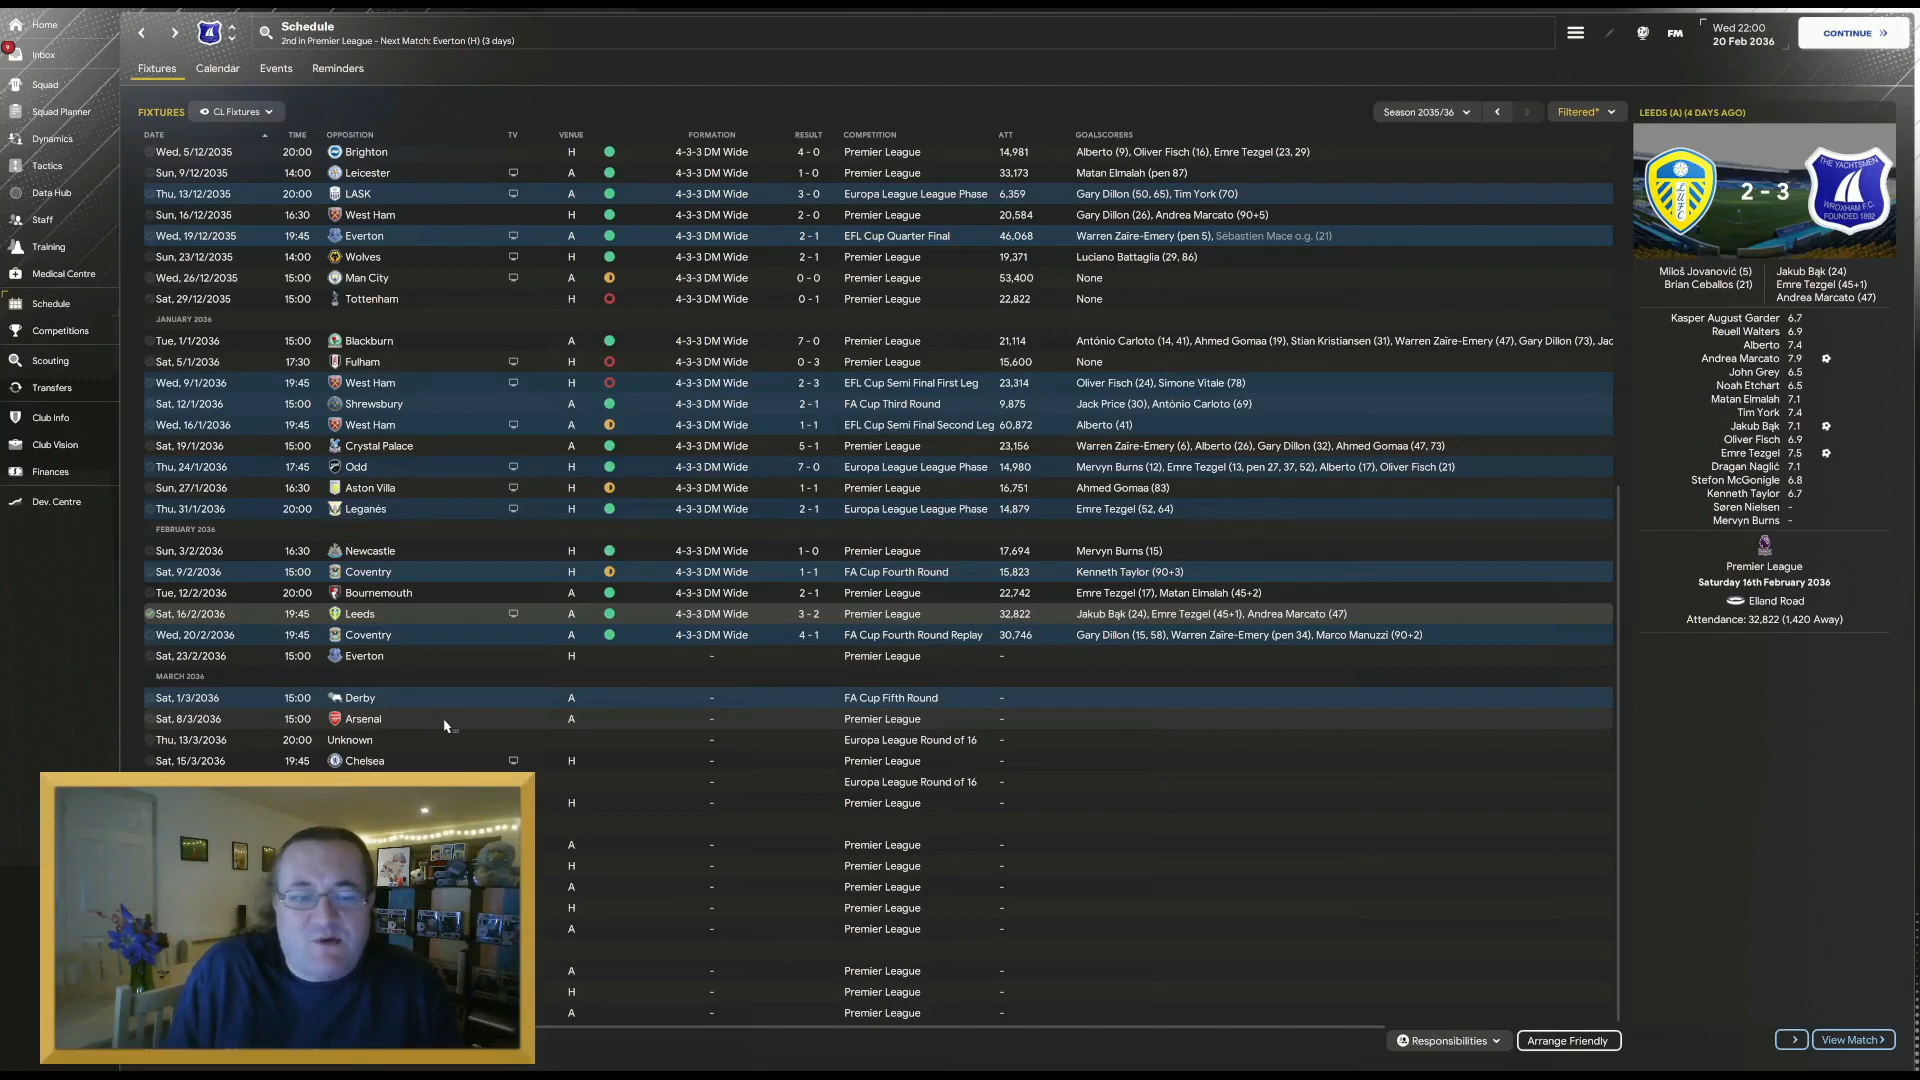 Home
Schedule
2nd in Premier League - Next Match: Everton (H) (3 days)
FM
Wed 22:00
20 Feb 2036
CONTINUE
9
Inbox
Squad
Squad Planner
Dynamics
Tactics
Data Hub
Staff
Training
Medical Centre
Schedule
Competitions
Scouting
Transfers
Club Info
Club Vision
Finances
Dev. Centre
Fixtures Calendar Events Reminders
FIXTURES CL Fixtures Season 2035/36 Filtered*
DATE TIME OPPOSITION TV VENUE FORMATION RESULT COMPETITION ATT GOALSCORERS
Wed, 5/12/2035 20:00 Brighton H 4-3-3 DM Wide 4 - 0 Premier League 14,981 Alberto (9), Oliver Fisch (16), Emre Tezgel (23, 29)
Sun, 9/12/2035 14:00 Leicester A 4-3-3 DM Wide 1 - 0 Premier League 33,173 Matan Elmalah (pen 87)
Thu, 13/12/2035 20:00 LASK A 4-3-3 DM Wide 3 - 0 Europa League League Phase 6,359 Gary Dillon (50, 65), Tim York (70)
Sun, 16/12/2035 16:30 West Ham H 4-3-3 DM Wide 2 - 0 Premier League 20,584 Gary Dillon (26), Andrea Marcato (90+5)
Wed, 19/12/2035 19:45 Everton A 4-3-3 DM Wide 2 - 1 EFL Cup Quarter Final 46,068 Warren Zaïre-Emery (pen 5), Sébastien Mace o.g. (21)
Sun, 23/12/2035 14:00 Wolves H 4-3-3 DM Wide 2 - 1 Premier League 19,371 Luciano Battaglia (29, 86)
Wed, 26/12/2035 15:00 Man City A 4-3-3 DM Wide 0 - 0 Premier League 53,400 None
Sat, 29/12/2035 15:00 Tottenham H 4-3-3 DM Wide 0 - 1 Premier League 22,822 None
JANUARY 2036
Tue, 1/1/2036 15:00 Blackburn A 4-3-3 DM Wide 7 - 0 Premier League 21,114 António Carloto (14, 41), Ahmed Gomaa (19), Stian Kristiansen (31), Warren Zaïre-Emery (47), Gary Dillon (73), Jac
Sat, 5/1/2036 17:30 Fulham H 4-3-3 DM Wide 0 - 3 Premier League 15,600 None
Wed, 9/1/2036 19:45 West Ham H 4-3-3 DM Wide 2 - 3 EFL Cup Semi Final First Leg 23,314 Oliver Fisch (24), Simone Vitale (78)
Sat, 12/1/2036 15:00 Shrewsbury A 4-3-3 DM Wide 2 - 1 FA Cup Third Round 9,875 Jack Price (30), António Carloto (69)
Wed, 16/1/2036 19:45 West Ham A 4-3-3 DM Wide 1 - 1 EFL Cup Semi Final Second Leg 60,872 Alberto (41)
Sat, 19/1/2036 15:00 Crystal Palace A 4-3-3 DM Wide 5 - 1 Premier League 23,156 Warren Zaïre-Emery (6), Alberto (26), Gary Dillon (32), Ahmed Gomaa (47, 73)
Thu, 24/1/2036 17:45 Odd H 4-3-3 DM Wide 7 - 0 Europa League League Phase 14,980 Mervyn Burns (12), Emre Tezgel (13, pen 27, 37, 52), Alberto (17), Oliver Fisch (21)
Sun, 27/1/2036 16:30 Aston Villa H 4-3-3 DM Wide 1 - 1 Premier League 16,751 Ahmed Gomaa (83)
Thu, 31/1/2036 20:00 Leganés H 4-3-3 DM Wide 2 - 1 Europa League League Phase 14,879 Emre Tezgel (52, 64)
FEBRUARY 2036
Sun, 3/2/2036 16:30 Newcastle H 4-3-3 DM Wide 1 - 0 Premier League 17,694 Mervyn Burns (15)
Sat, 9/2/2036 15:00 Coventry H 4-3-3 DM Wide 1 - 1 FA Cup Fourth Round 15,823 Kenneth Taylor (90+3)
Tue, 12/2/2036 20:00 Bournemouth A 4-3-3 DM Wide 2 - 1 Premier League 22,742 Emre Tezgel (17), Matan Elmalah (45+2)
Sat, 16/2/2036 19:45 Leeds A 4-3-3 DM Wide 3 - 2 Premier League 32,822 Jakub Bąk (24), Emre Tezgel (45+1), Andrea Marcato (47)
Wed, 20/2/2036 19:45 Coventry A 4-3-3 DM Wide 4 - 1 FA Cup Fourth Round Replay 30,746 Gary Dillon (15, 58), Warren Zaïre-Emery (pen 34), Marco Manuzzi (90+2)
Sat, 23/2/2036 15:00 Everton H - Premier League -
MARCH 2036
Sat, 1/3/2036 15:00 Derby A - FA Cup Fifth Round -
Sat, 8/3/2036 15:00 Arsenal A - Premier League -
Thu, 13/3/2036 20:00 Unknown - Europa League Round of 16 -
Sat, 15/3/2036 19:45 Chelsea H - Premier League -
- Europa League Round of 16 -
H - Premier League -
A - Premier League -
H - Premier League -
A - Premier League -
H - Premier League -
A - Premier League -
A - Premier League -
H - Premier League -
A - Premier League -
LEEDS (A) (4 DAYS AGO)
LUFC
2 - 3
THE YACHTSMEN
WROXHAM F.C.
FOUNDED 1892
Miloš Jovanović (5) Jakub Bąk (24)
Brian Ceballos (21) Emre Tezgel (45+1)
Andrea Marcato (47)
Kasper August Garder 6.7
Reuell Walters 6.9
Alberto 7.4
Andrea Marcato 7.9
John Grey 6.5
Noah Etchart 6.5
Matan Elmalah 7.1
Tim York 7.4
Jakub Bąk 7.1
Oliver Fisch 6.9
Emre Tezgel 7.5
Dragan Naglić 7.1
Stefon McGonigle 6.8
Kenneth Taylor 6.7
Søren Nielsen -
Mervyn Burns -
Premier League
Saturday 16th February 2036
Elland Road
Attendance: 32,822 (1,420 Away)
Responsibilities Arrange Friendly View Match